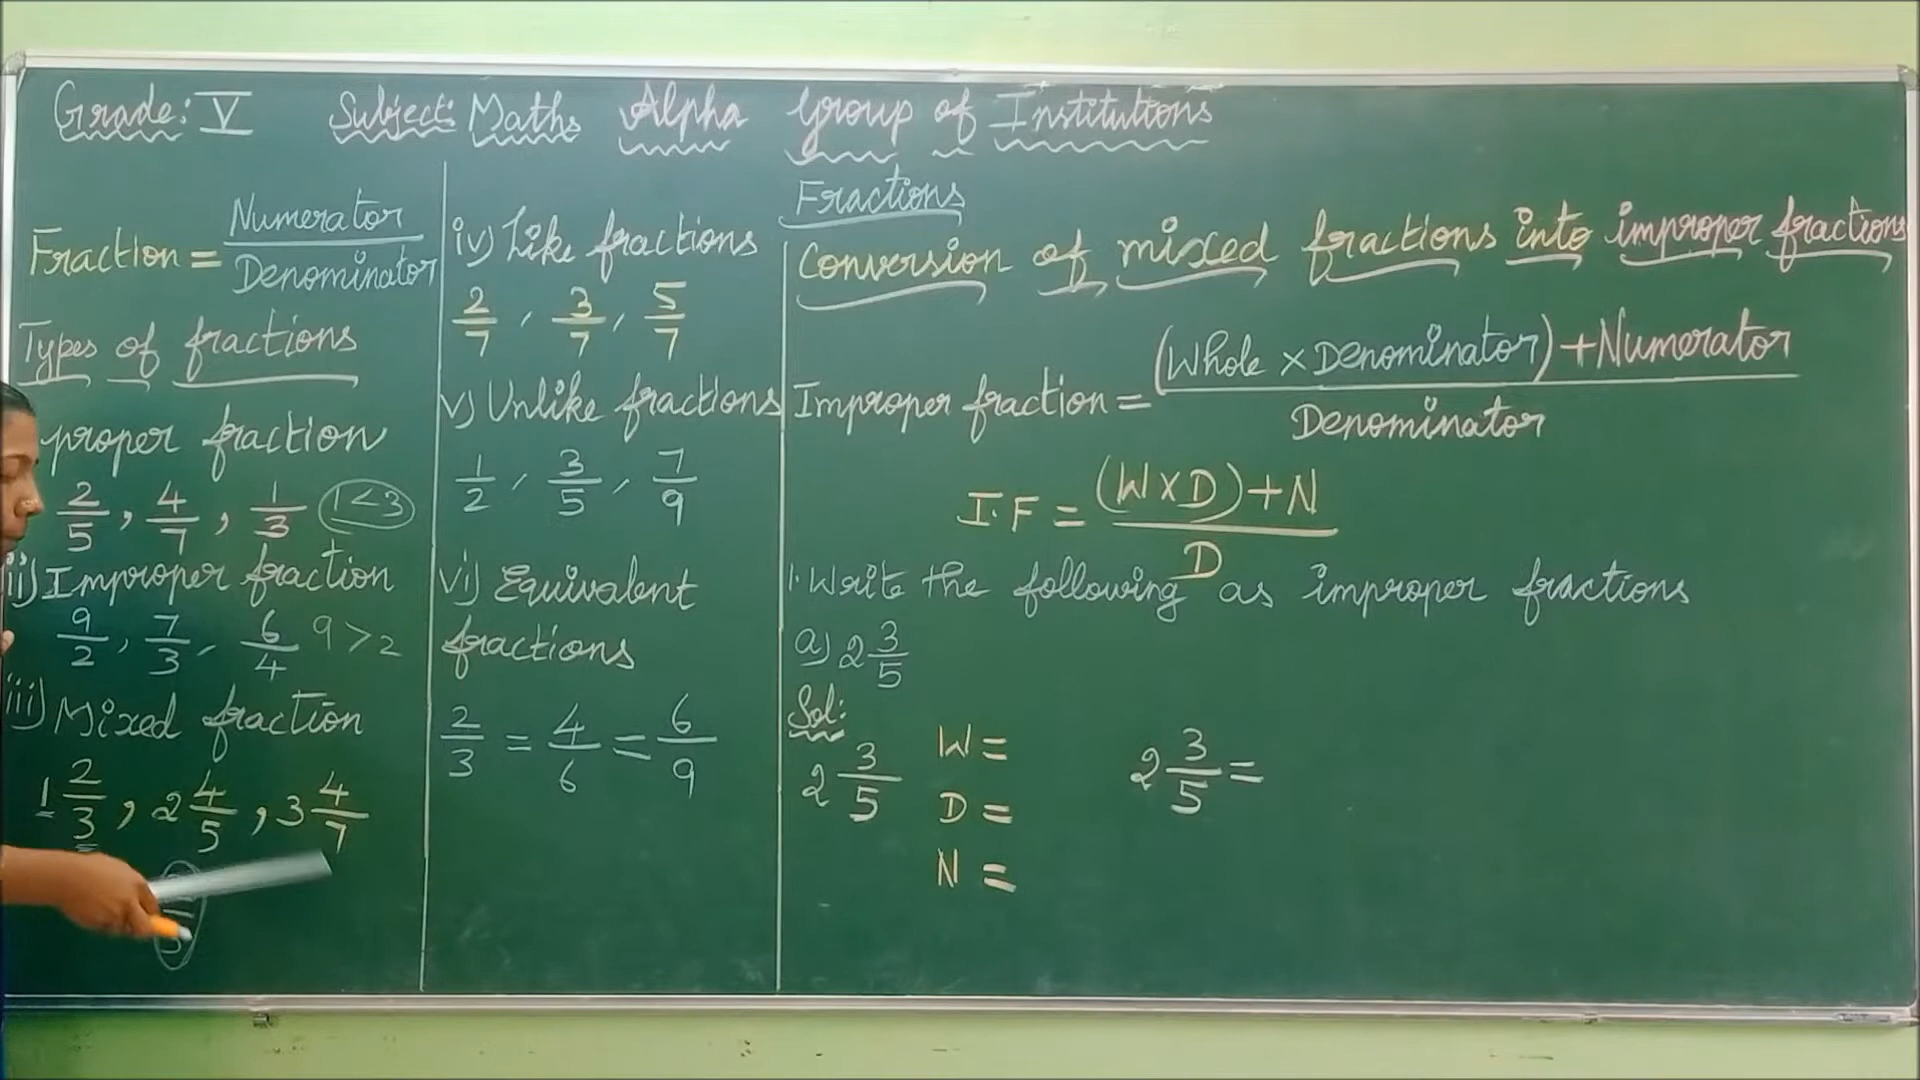 Grade: V Subject: Maths Alpha Group of Institutions
Fraction = Numerator / Denominator
Types of fractions
proper fraction
2/5, 4/7, 1/3 1<3
ii) Improper fraction
9/2, 7/3, 6/4 9>2
iii) Mixed fraction
1 2/3, 2 4/5, 3 4/7
iv) Like fractions
2/7, 3/7, 5/7
v) Unlike fractions
1/2, 3/5, 7/9
vi) Equivalent
fractions
2/3 = 4/6 = 6/9
Fractions
Conversion of mixed fractions into improper fractions
Improper fraction = (Whole × Denominator) + Numerator / Denominator
I.F = (W×D)+N / D
1. Write the following as improper fractions
a) 2 3/5
Sol:
2 3/5 W = 2 3/5 =
D =
N =